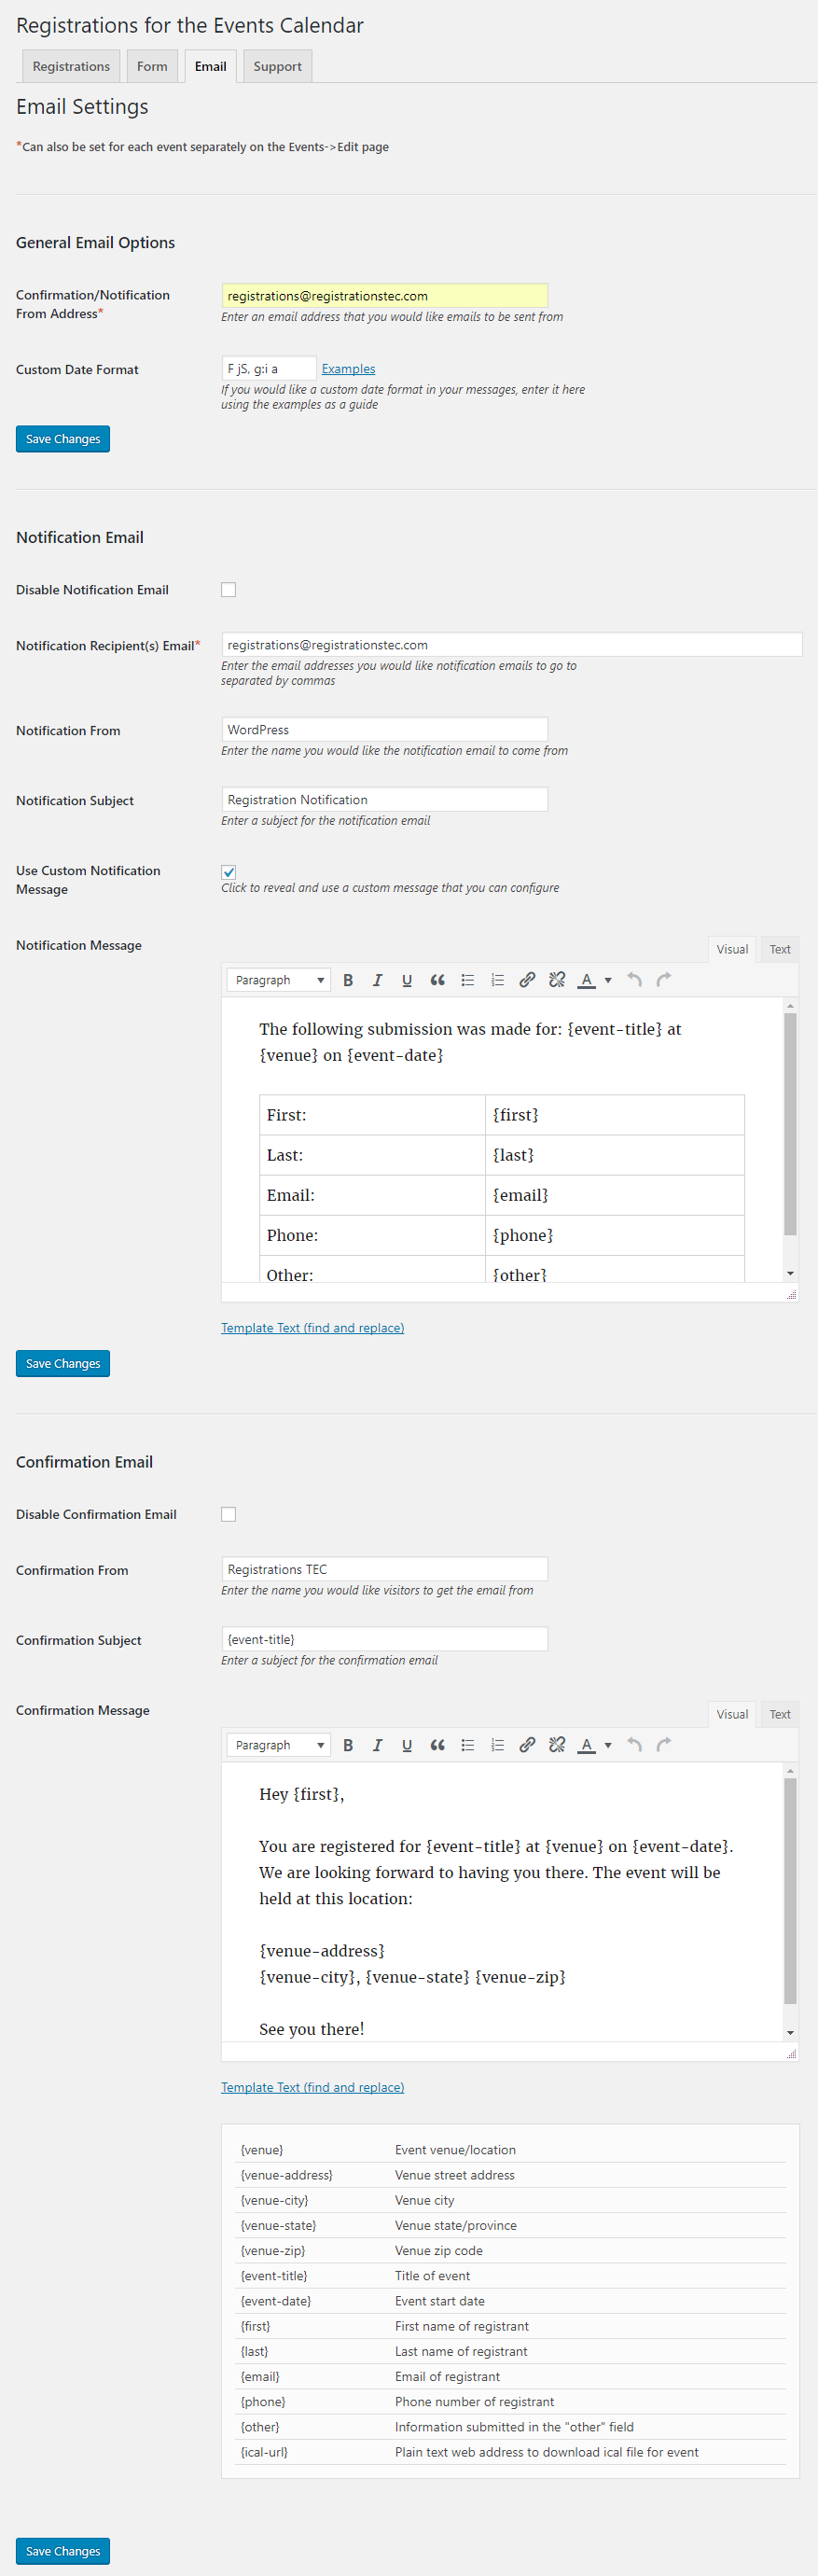 Registrations for the Events Calendar
Registrations Form Email Support
Email Settings
*Can also be set for each event separately on the Events->Edit page
General Email Options
Confirmation/Notification From Address*
registrations@registrationstec.com
Enter an email address that you would like emails to be sent from
Custom Date Format
F jS, g:i a Examples
If you would like a custom date format in your messages, enter it here
using the examples as a guide
Save Changes
Notification Email
Disable Notification Email
Notification Recipient(s) Email*
registrations@registrationstec.com
Enter the email addresses you would like notification emails to go to
separated by commas
Notification From
WordPress
Enter the name you would like the notification email to come from
Notification Subject
Registration Notification
Enter a subject for the notification email
Use Custom Notification
Message
Click to reveal and use a custom message that you can configure
Notification Message
Visual Text
Paragraph B I U A
The following submission was made for: {event-title} at
{venue} on {event-date}
First: {first}
Last: {last}
Email: {email}
Phone: {phone}
Other: {other}
Template Text (find and replace)
Save Changes
Confirmation Email
Disable Confirmation Email
Confirmation From
Registrations TEC
Enter the name you would like visitors to get the email from
Confirmation Subject
{event-title}
Enter a subject for the confirmation email
Confirmation Message
Visual Text
Paragraph B I U A
Hey {first},
You are registered for {event-title} at {venue} on {event-date}.
We are looking forward to having you there. The event will be
held at this location:
{venue-address}
{venue-city}, {venue-state} {venue-zip}
See you there!
Template Text (find and replace)
{venue} Event venue/location
{venue-address} Venue street address
{venue-city} Venue city
{venue-state} Venue state/province
{venue-zip} Venue zip code
{event-title} Title of event
{event-date} Event start date
{first} First name of registrant
{last} Last name of registrant
{email} Email of registrant
{phone} Phone number of registrant
{other} Information submitted in the "other" field
{ical-url} Plain text web address to download ical file for event
Save Changes